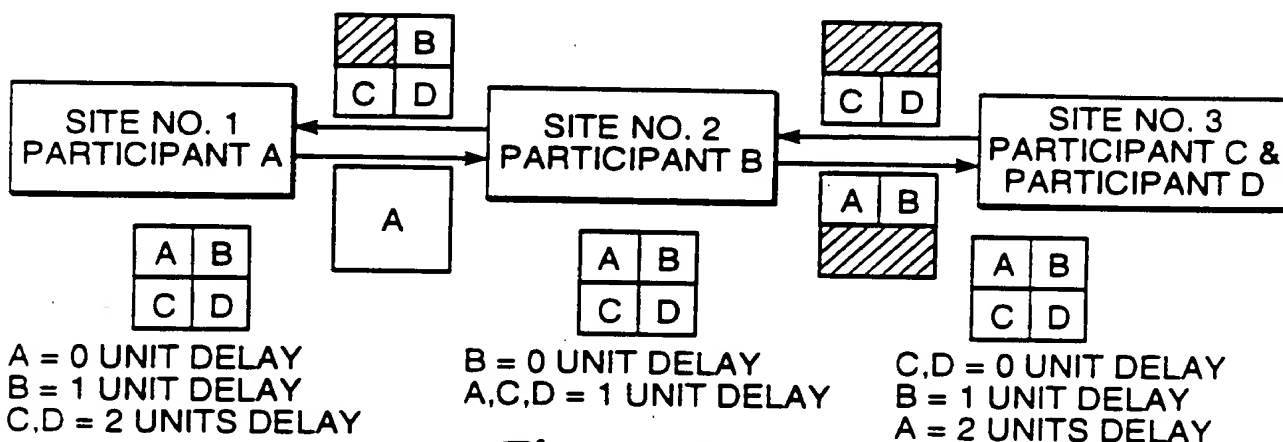 B
C D
SITE NO. 1
PARTICIPANT A
A
SITE NO. 2
PARTICIPANT B
C D
A B
SITE NO. 3
PARTICIPANT C &
PARTICIPANT D
A B
C D
A = 0 UNIT DELAY
B = 1 UNIT DELAY
C,D = 2 UNITS DELAY
A B
C D
B = 0 UNIT DELAY
A,C,D = 1 UNIT DELAY
A B
C D
C,D = 0 UNIT DELAY
B = 1 UNIT DELAY
A = 2 UNITS DELAY